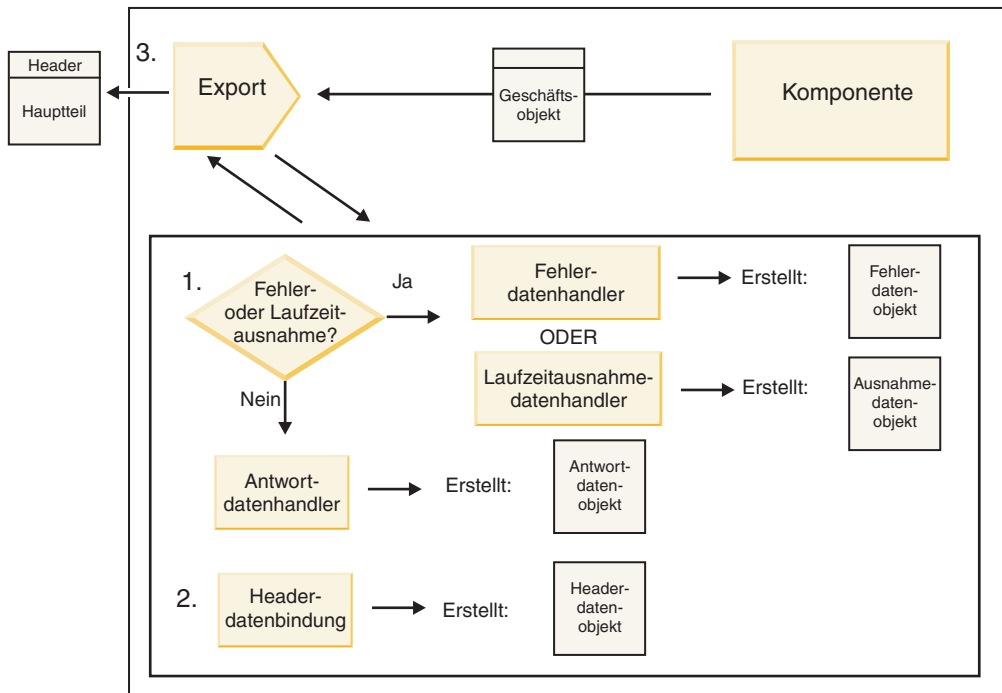 3.
Header
Hauptteil
Export
Geschäfts-
objekt
Komponente
1.
Fehler-
oder Laufzeit-
ausnahme?
Ja
Fehler-
datenhandler
Erstellt:
Fehler-
daten-
objekt
ODER
Laufzeitausnahme-
datenhandler
Erstellt:
Ausnahme-
daten-
objekt
Nein
Antwort-
datenhandler
Erstellt:
Antwort-
daten-
objekt
2.
Header-
datenbindung
Erstellt:
Header-
daten-
objekt